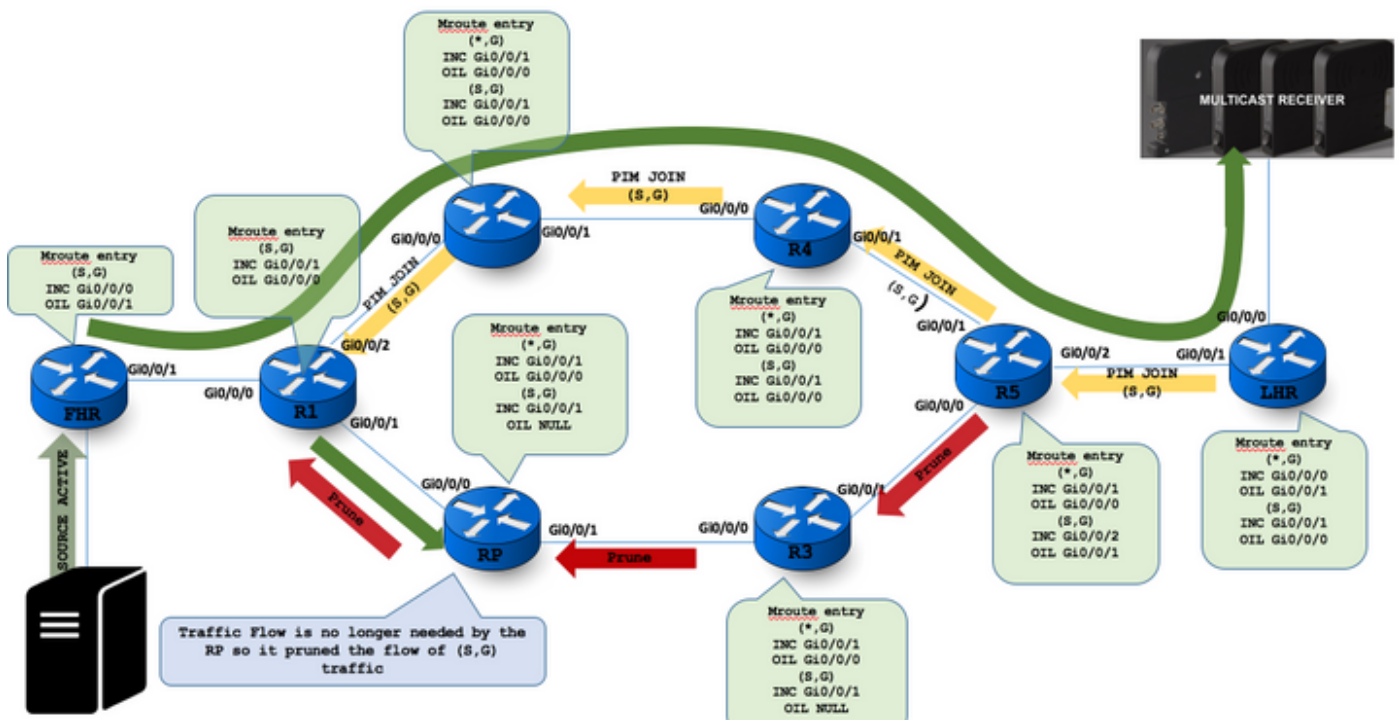 Mroute entry
(*,G)
INC Gi0/0/1
OIL Gi0/0/0
(S,G)
INC Gi0/0/1
OIL Gi0/0/0
MULTICAST RECEIVER
Mroute entry
(S,G)
INC Gi0/0/1
OIL Gi0/0/0
PIM JOIN
(S,G)
Gi0/0/0
Gi0/0/1
Gi0/0/0
R4
Gi0/0/1
Mroute entry
(S,G)
INC Gi0/0/0
OIL Gi0/0/1
PIM JOIN
(S,G)
PIM JOIN
(S,G)
Gi0/0/1
Mroute entry
(*,G)
INC Gi0/0/1
OIL Gi0/0/0
(S,G)
INC Gi0/0/1
OIL Gi0/0/0
Mroute entry
(*,G)
INC Gi0/0/1
OIL Gi0/0/0
(S,G)
INC Gi0/0/1
OIL NULL
Gi0/0/2
Gi0/0/0
FHR
Gi0/0/1
Gi0/0/0
R1
Gi0/0/1
R5
Gi0/0/2
Gi0/0/1
PIM JOIN
(S,G)
LHR
Gi0/0/0
SOURCE ACTIVE
Prune
Gi0/0/0
RP
Gi0/0/1
Prune
Gi0/0/0
R3
Gi0/0/1
Prune
Mroute entry
(*,G)
INC Gi0/0/1
OIL Gi0/0/0
(S,G)
INC Gi0/0/2
OIL Gi0/0/1
Mroute entry
(*,G)
INC Gi0/0/0
OIL Gi0/0/1
(S,G)
INC Gi0/0/1
OIL Gi0/0/0
Traffic Flow is no longer needed by the
RP so it pruned the flow of (S,G)
traffic
Mroute entry
(*,G)
INC Gi0/0/1
OIL Gi0/0/0
(S,G)
INC Gi0/0/1
OIL NULL